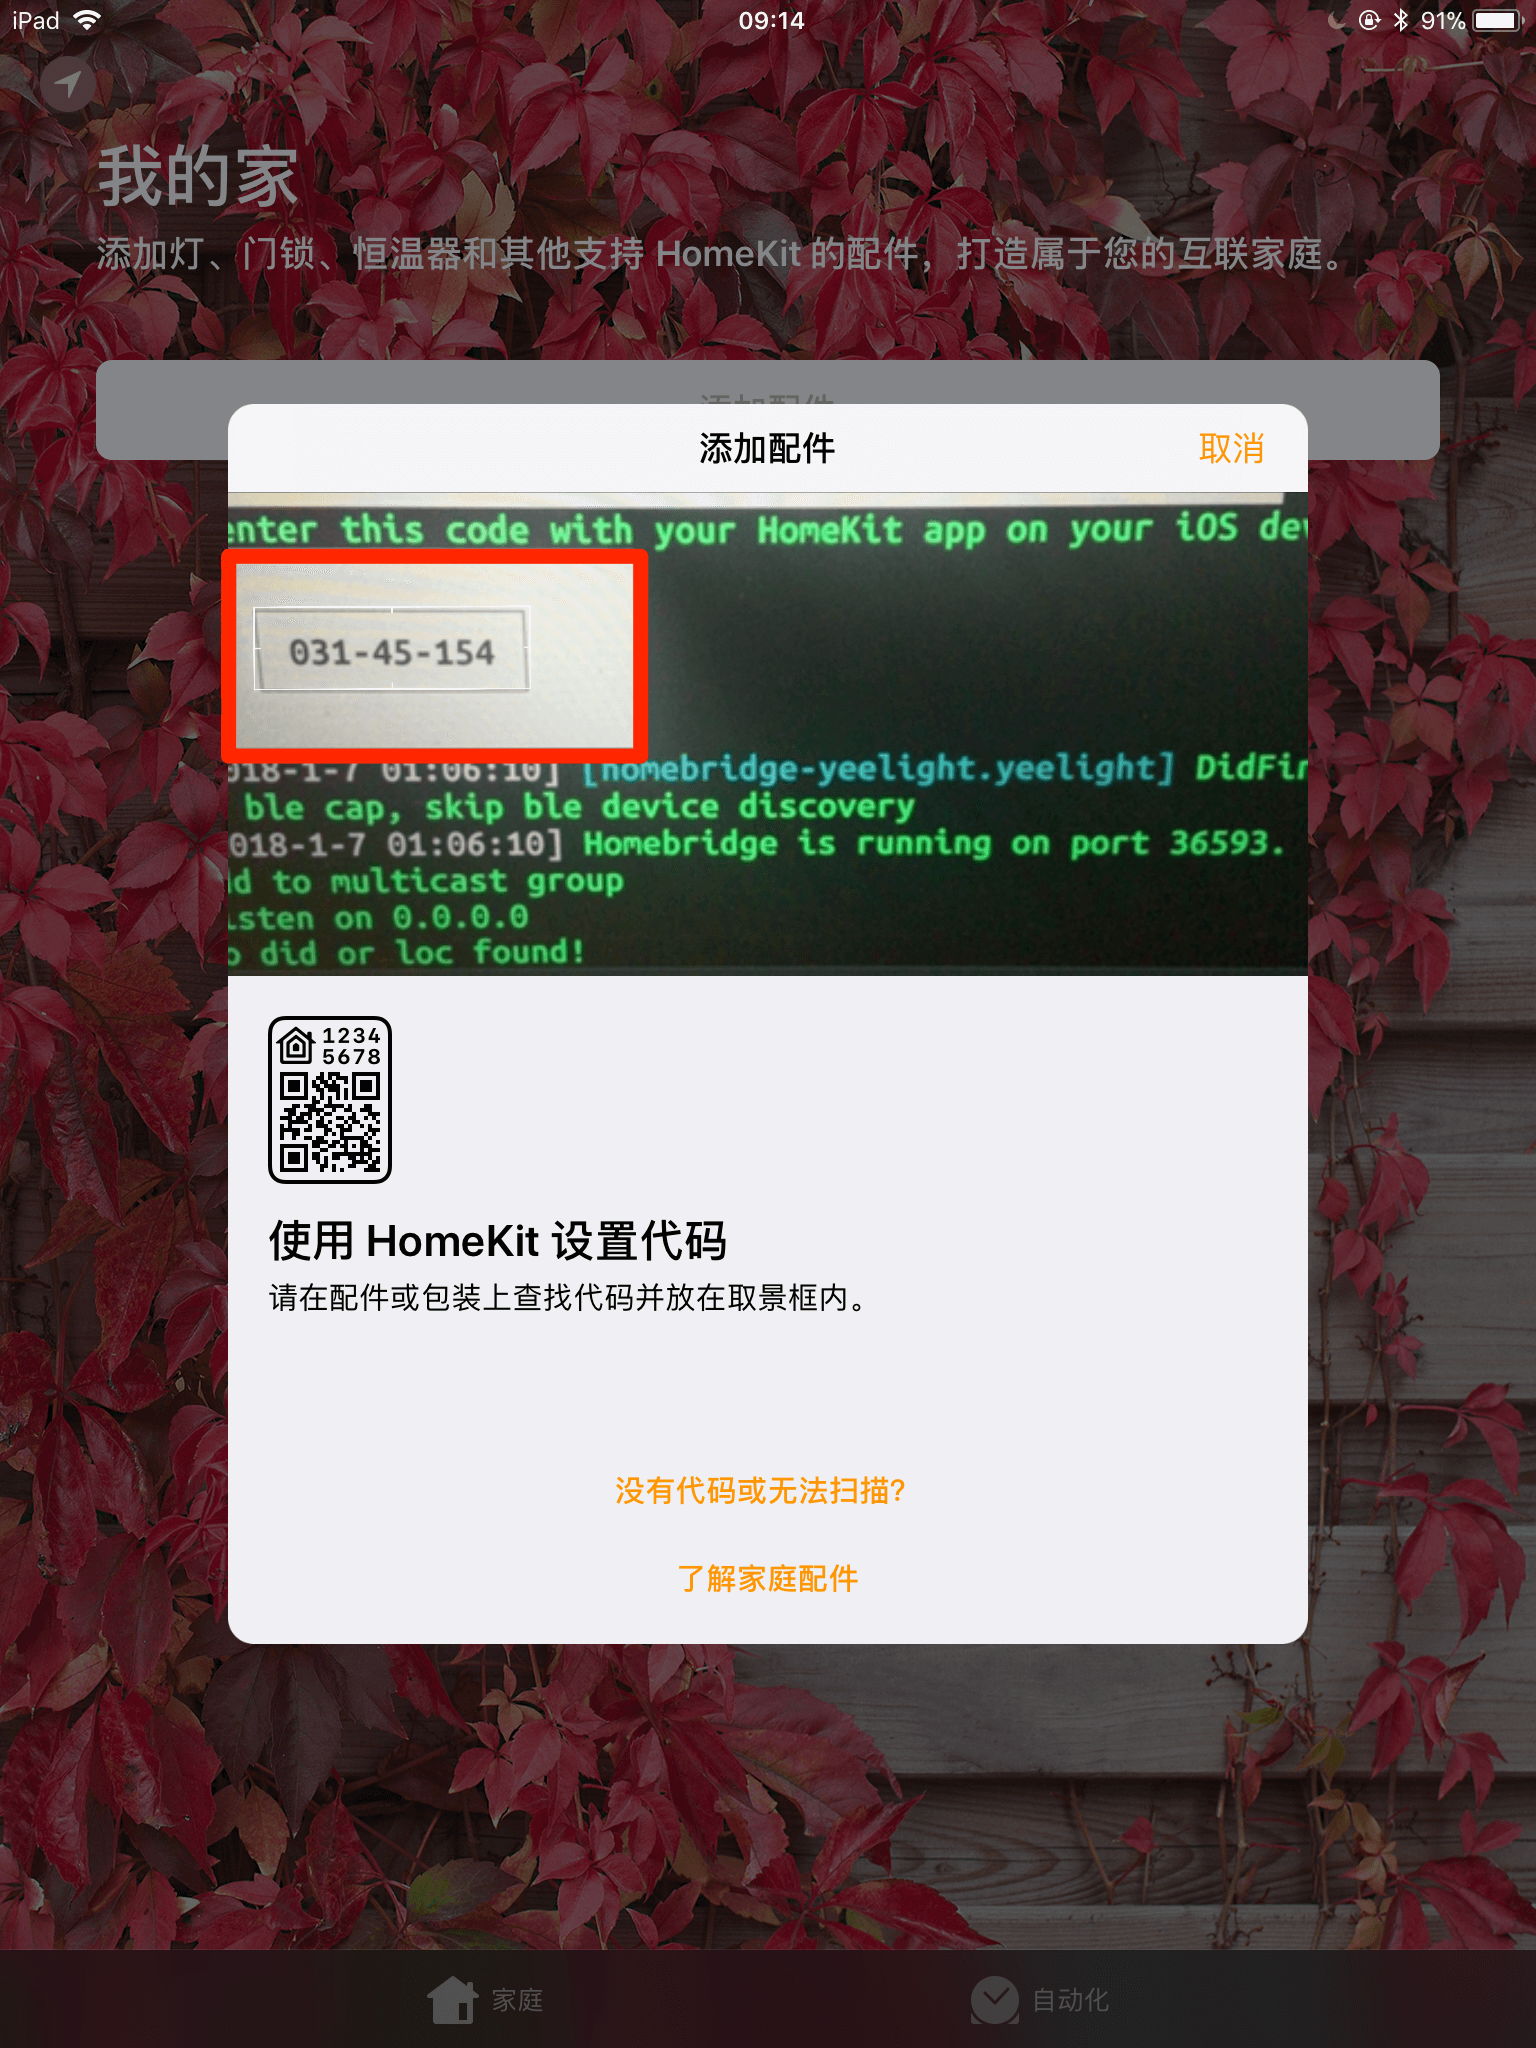 iPad
09:14
91%
我的家
添加灯、门锁、恒温器和其他支持 HomeKit 的配件，打造属于您的互联家庭。
添加配件
添加配件
取消
enter this code with your HomeKit app on your iOS dev
031-45-154
018-1-7 01:06:10] [homebridge-yeelight.yeelight] DidFin
ble cap, skip ble device discovery
018-1-7 01:06:10] Homebridge is running on port 36593.
dd to multicast group
isten on 0.0.0.0
o did or loc found!
1234
5678
使用 HomeKit 设置代码
请在配件或包装上查找代码并放在取景框内。
没有代码或无法扫描?
了解家庭配件
家庭
自动化